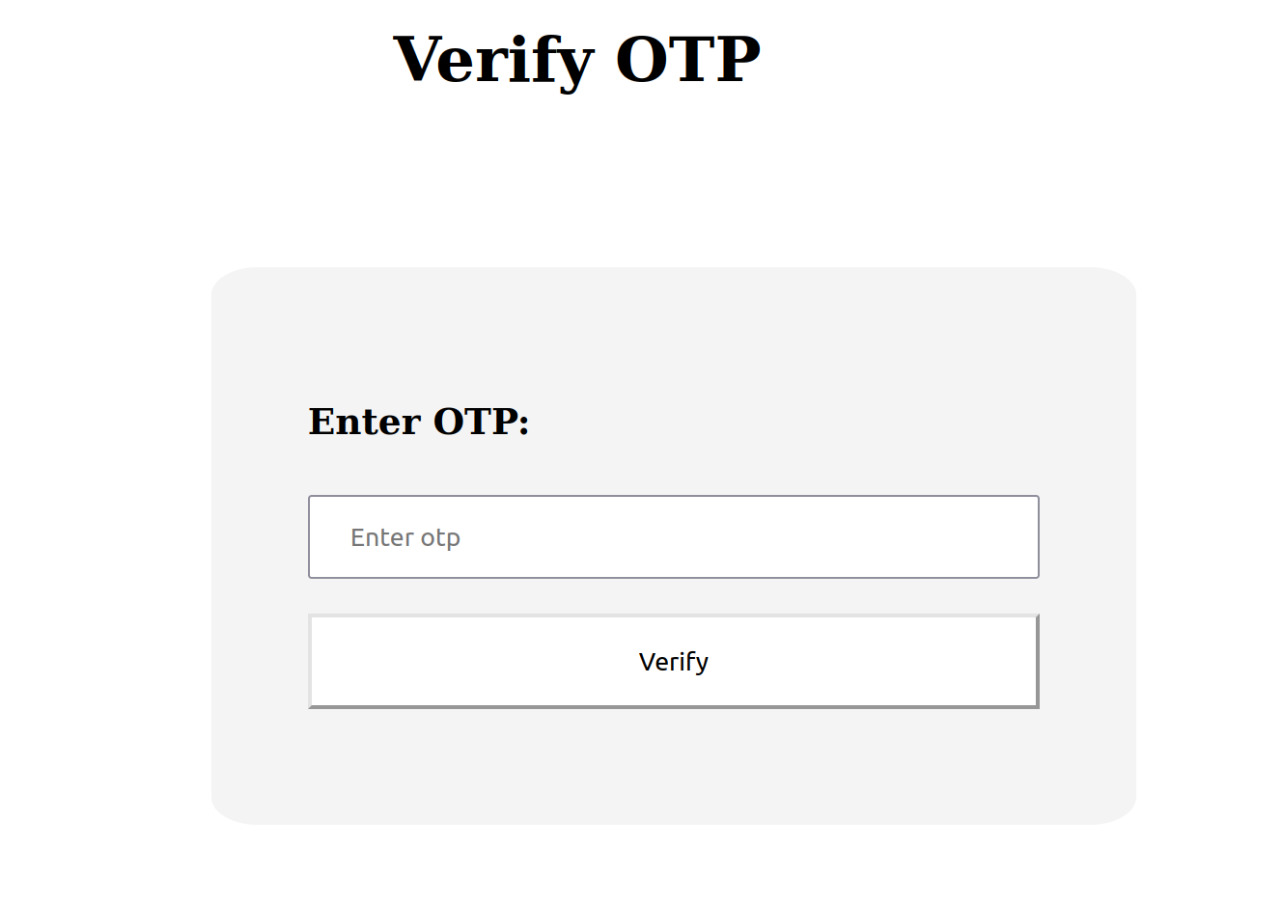 Verify OTP
Enter OTP:
Enter otp
Verify